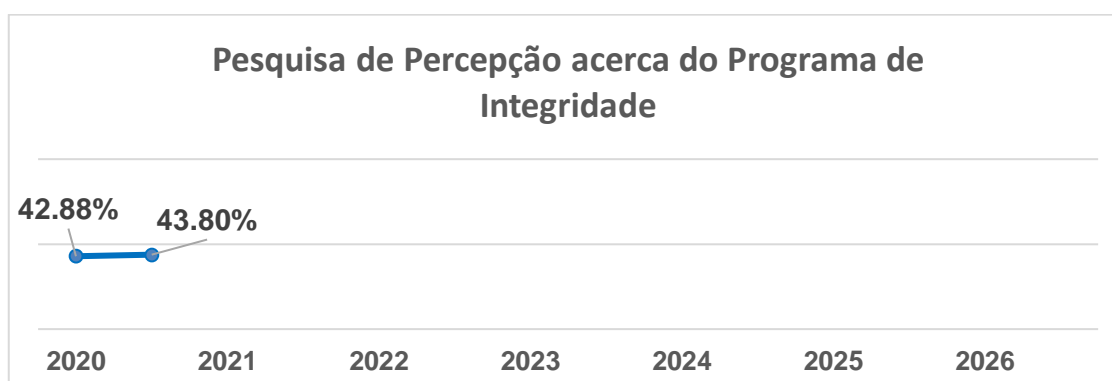 Pesquisa de Percepção acerca do Programa de
Integridade
42.88%
43.80%
2020 2021 2022 2023 2024 2025 2026